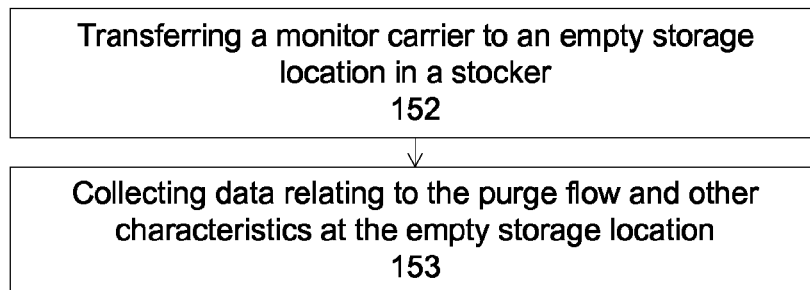 Transferring a monitor carrier to an empty storage
location in a stocker
152
Collecting data relating to the purge flow and other
characteristics at the empty storage location
153